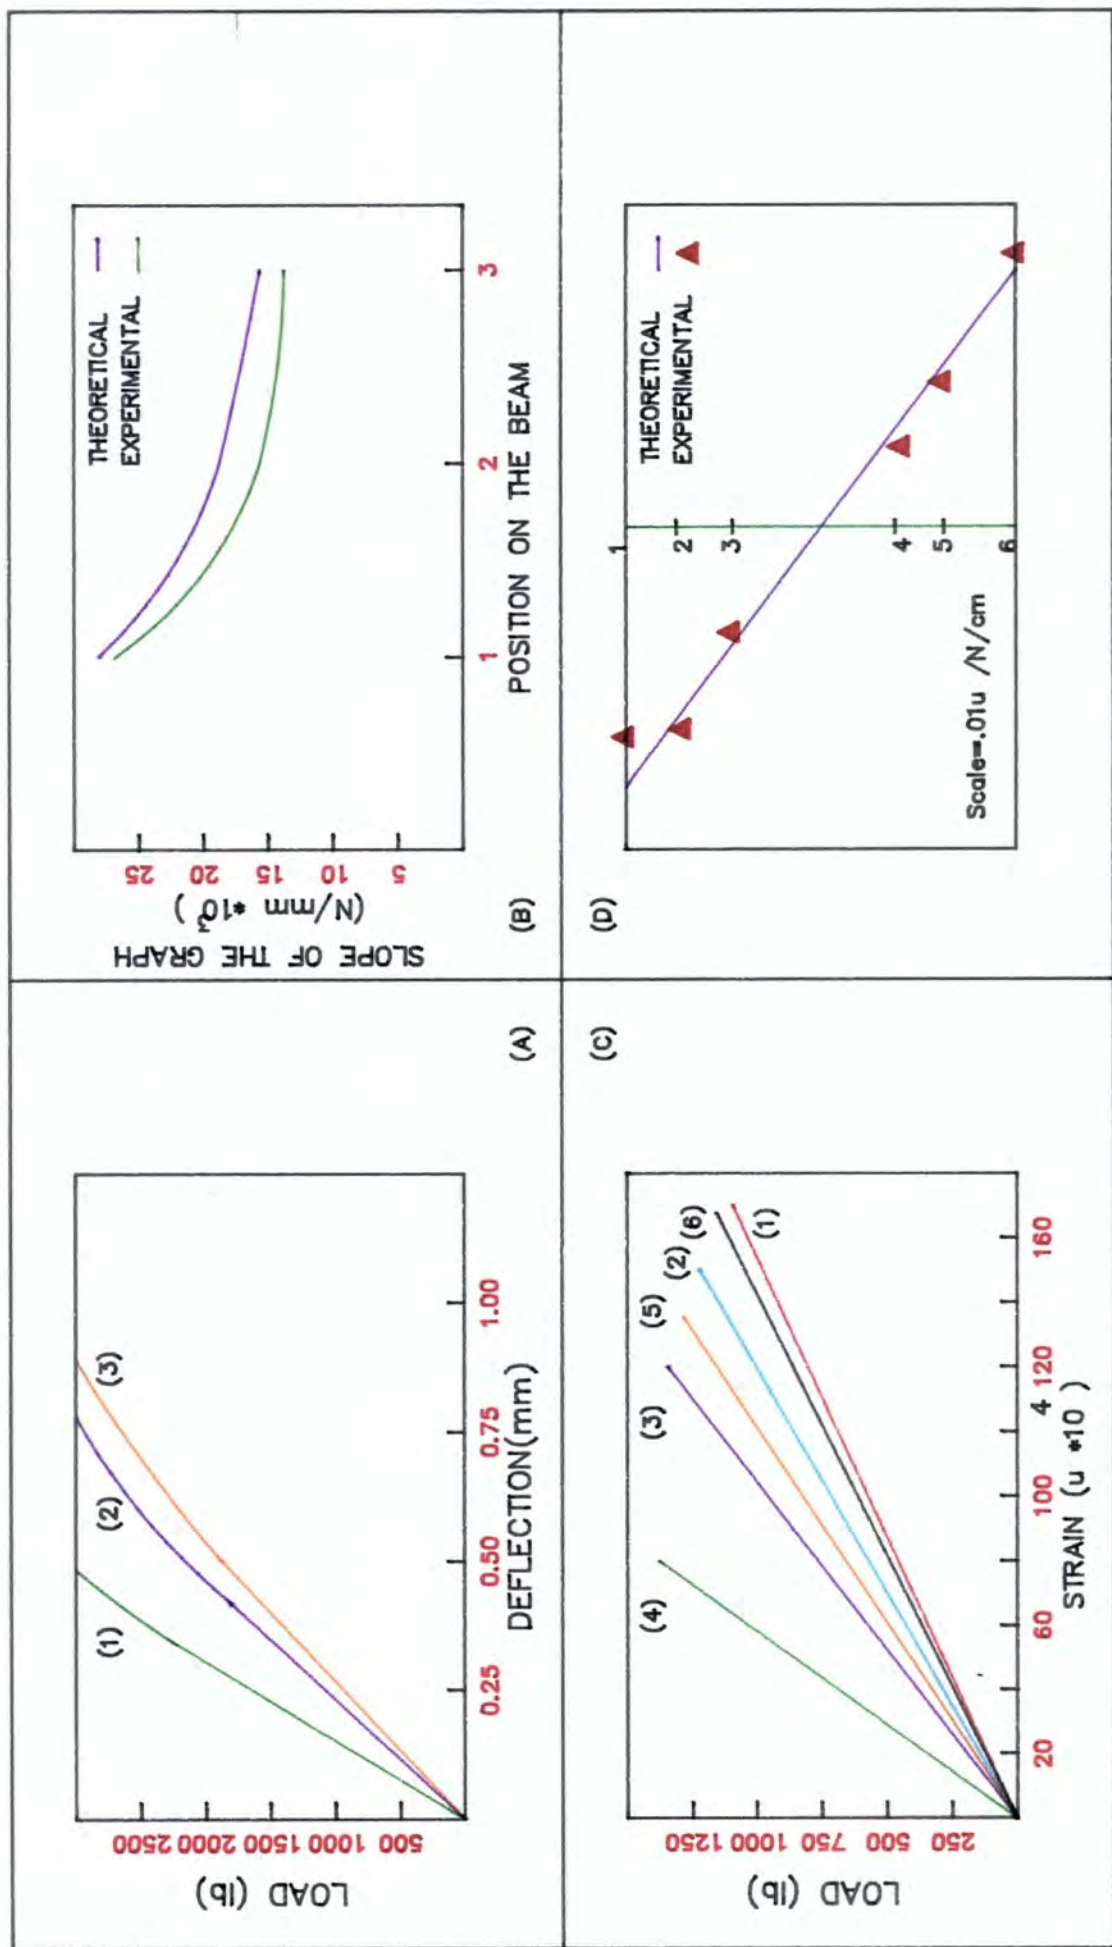 LOAD (lb)
2500
2000
1500
1000
500
(1)
(2)
(3)
0.25
0.50
0.75
1.00
DEFLECTION(mm)
(A)
SLOPE OF THE GRAPH
(N/mm *10³)
25
20
15
10
5
THEORETICAL
EXPERIMENTAL
1
2
3
POSITION ON THE BEAM
(B)
(C)
LOAD (lb)
1250
1000
750
500
250
(4)
(3)
(5)
(2)
(6)
(1)
20
60
100
120
160
STRAIN (u *10⁴)
(D)
1
2
3
4
5
6
THEORETICAL
EXPERIMENTAL
Scale=.01u /N/cm